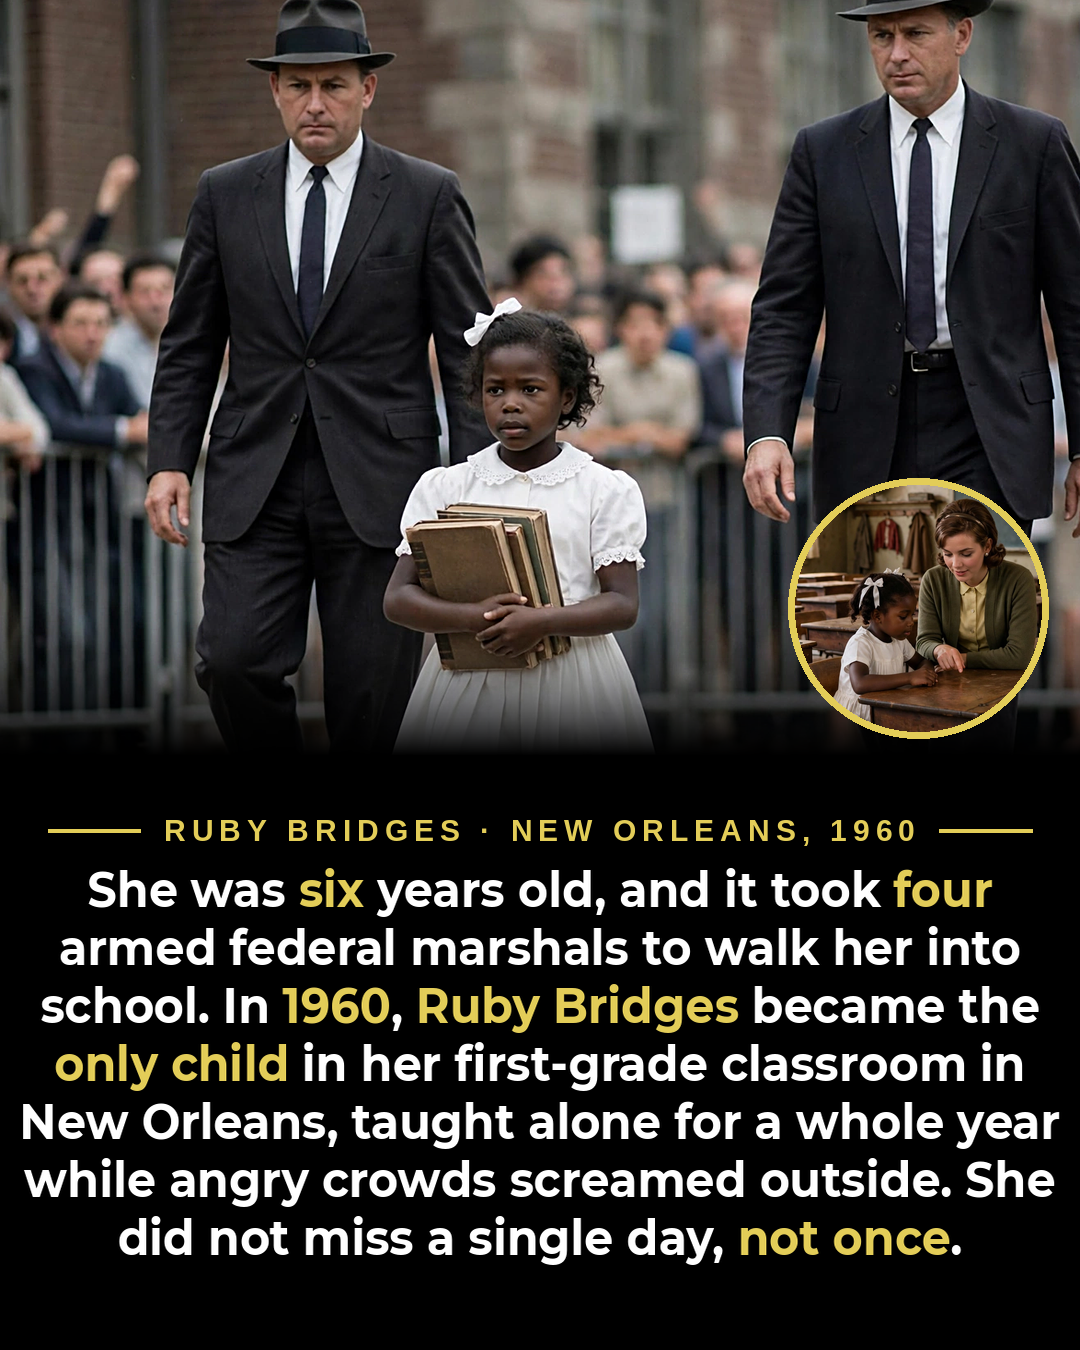 RUBY BRIDGES · NEW ORLEANS, 1960
She was six years old, and it took four
armed federal marshals to walk her into
school. In 1960, Ruby Bridges became the
only child in her first-grade classroom in
New Orleans, taught alone for a whole year
while angry crowds screamed outside. She
did not miss a single day, not once.